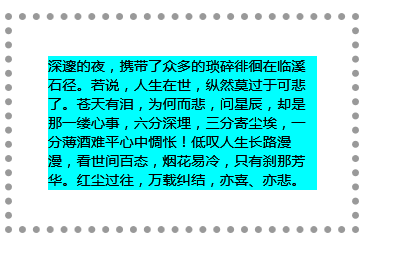 深邃的夜，携带了众多的琐碎徘徊在临溪
石径。若说，人生在世，纵然莫过于可悲
了。苍天有泪，为何而悲，问星辰，却是
那一缕心事，六分深埋，三分寄尘埃，一
分薄酒难平心中惆怅！低叹人生长路漫
漫，看世间百态，烟花易冷，只有刹那芳
华。红尘过往，万载纠结，亦喜、亦悲。